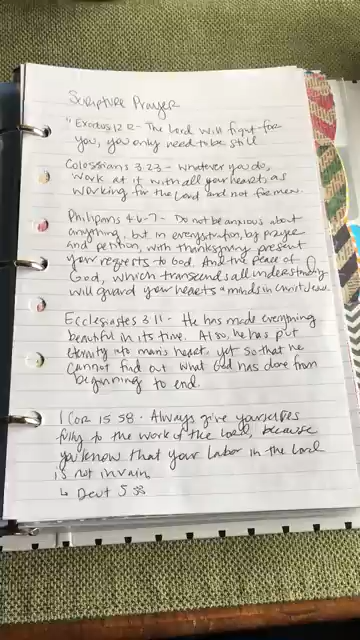 Scripture Prayer
"Exodus 12 12 - The Lord will fight for
you, you only need to be still
Colossians 3:23 - Whatever you do,
work at it with all your heart, as
working for the Lord and not for men.
Philipians 4 6-7 - Do not be anxious about
anything, but in every situation, by prayer
and petition, with thanksgiving present
your requests to God. And the peace of
God, which transcends all understanding
will guard your hearts + minds in Christ Jesus.
Ecclesiastes 3:11 - He has made everything
beautiful in its time. Also, he has put
eternity into man's heart, yet so that he
cannot find out what God has done from
beginning to end.
1 Cor 15 58 - Always give yourselves
fully to the work of the Lord, because
you know that your labor in the Lord
is not in vain
↳ Deut 5 33